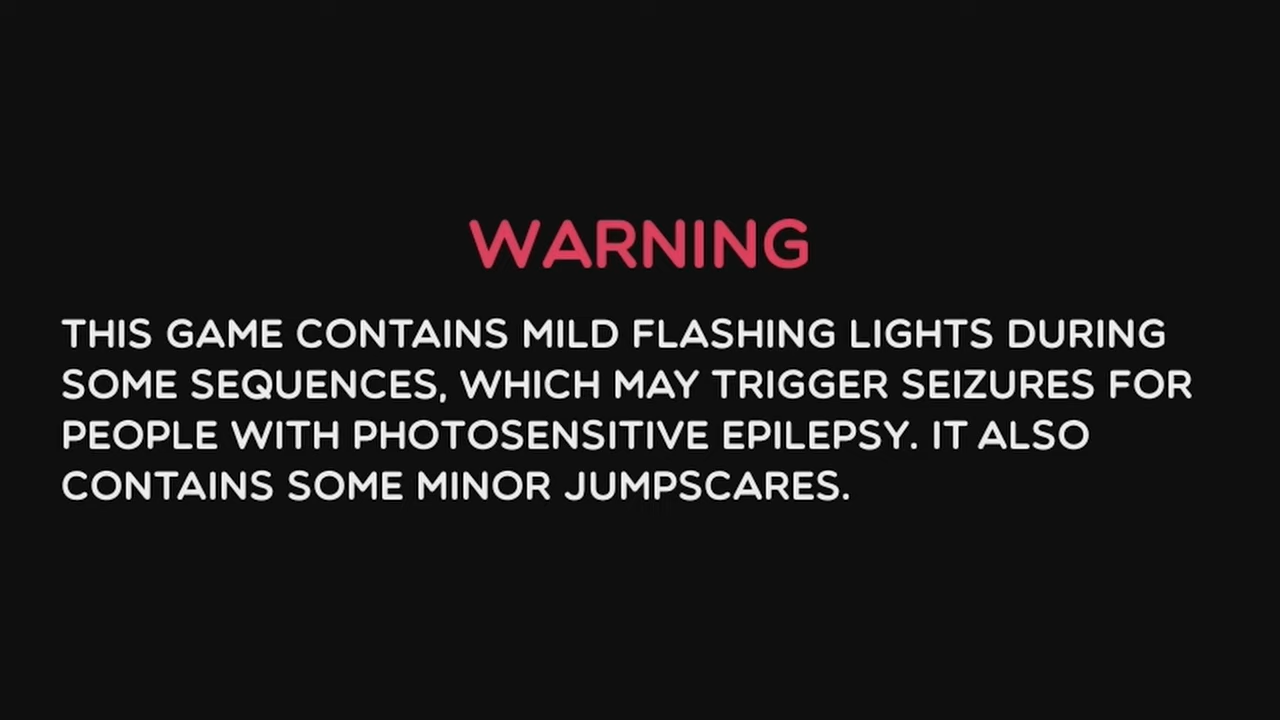 WARNING
THIS GAME CONTAINS MILD FLASHING LIGHTS DURING
SOME SEQUENCES, WHICH MAY TRIGGER SEIZURES FOR
PEOPLE WITH PHOTOSENSITIVE EPILEPSY. IT ALSO
CONTAINS SOME MINOR JUMPSCARES.